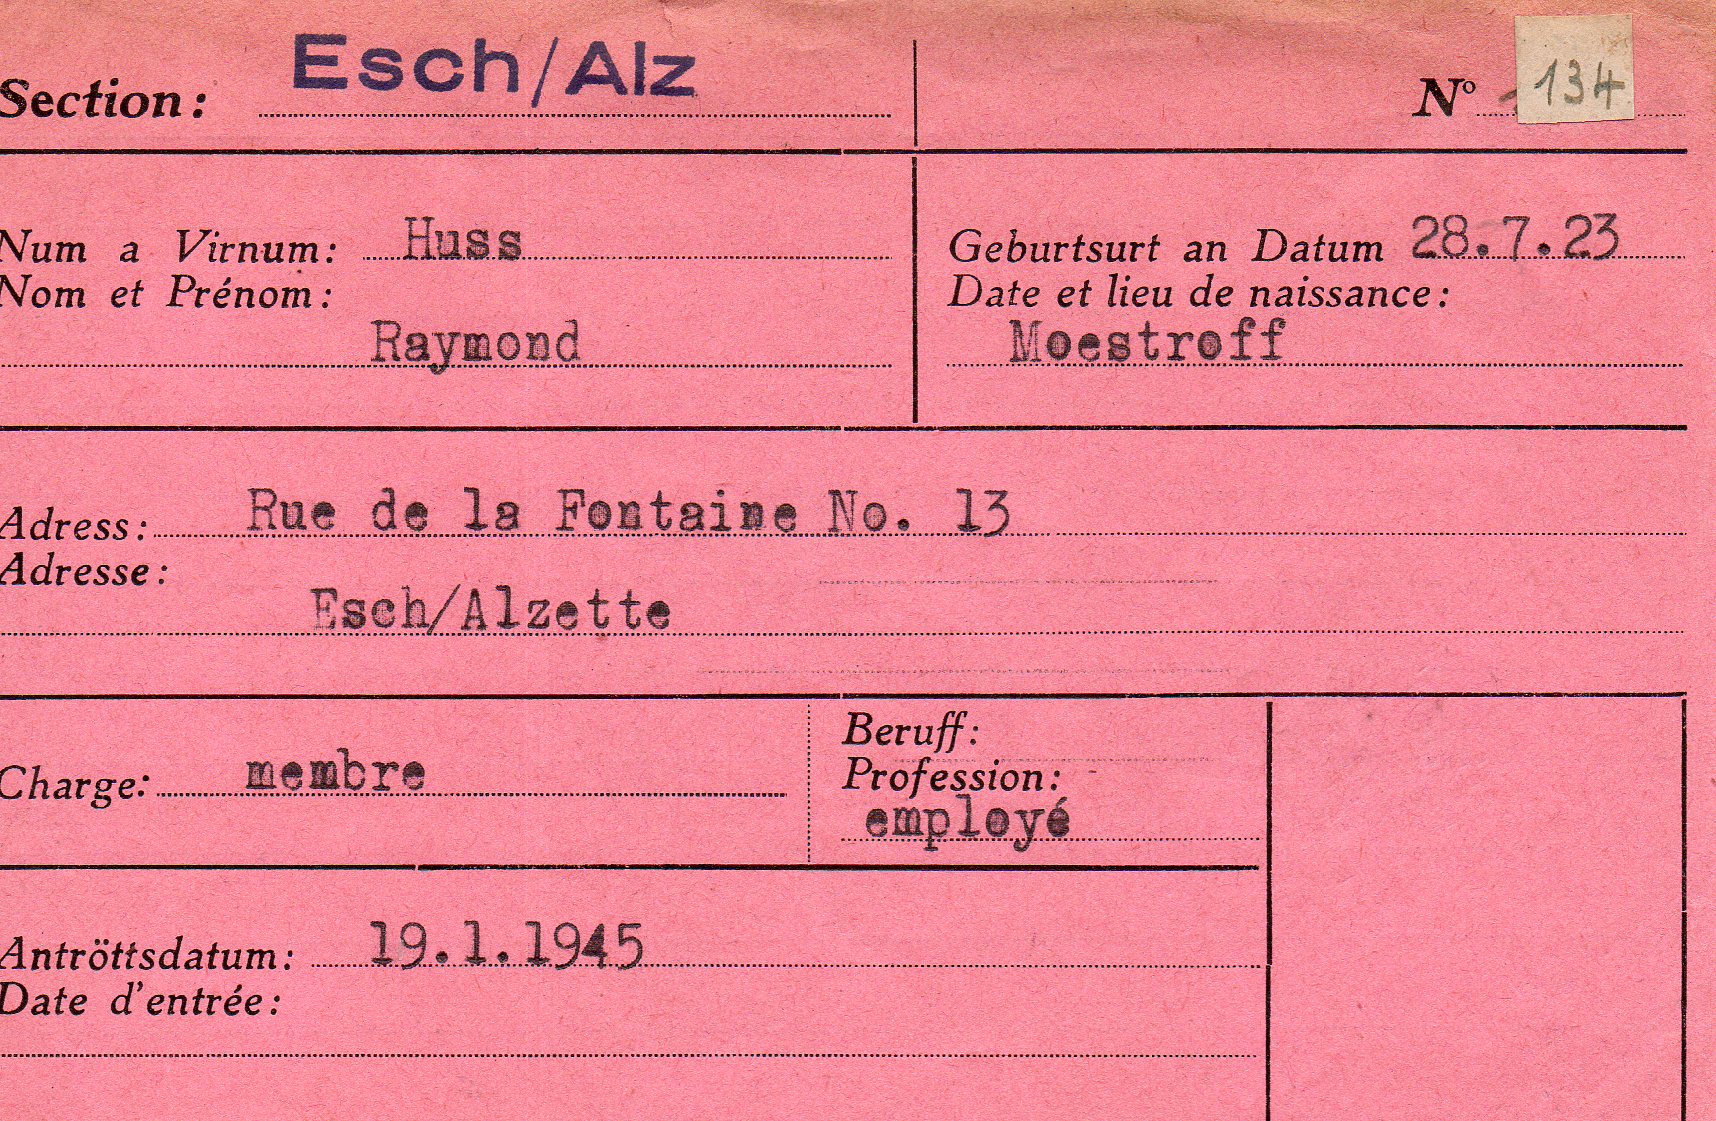 Section: Esch/Alz
Nº 134
Num a Virnum: Huss
Nom et Prénom:
Raymond
Geburtsurt an Datum 28.7.23
Date et lieu de naissance:
Moestroff
Adress: Rue de la Fontaine No. 13
Adresse:
Esch/Alzette
Charge: membre
Beruff:
Profession:
employé
Antröttsdatum: 19.1.1945
Date d'entrée: